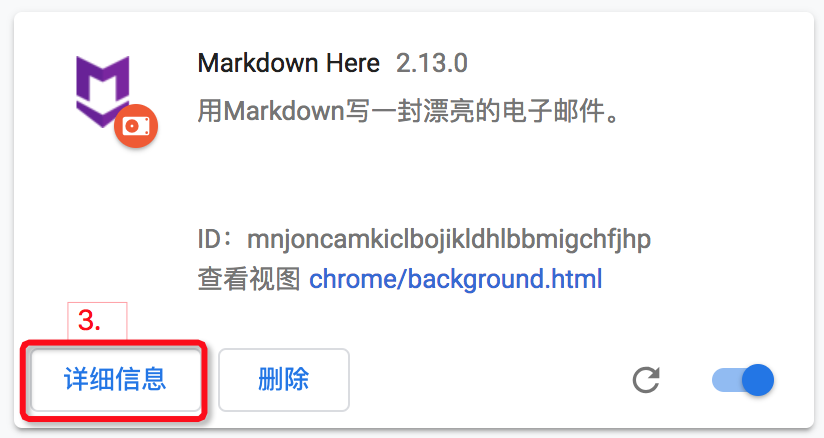 Markdown Here 2.13.0
用Markdown写一封漂亮的电子邮件。
ID：mnjoncamkiclbojikldhlbbmigchfjhp
查看视图 chrome/background.html
3.
详细信息 删除